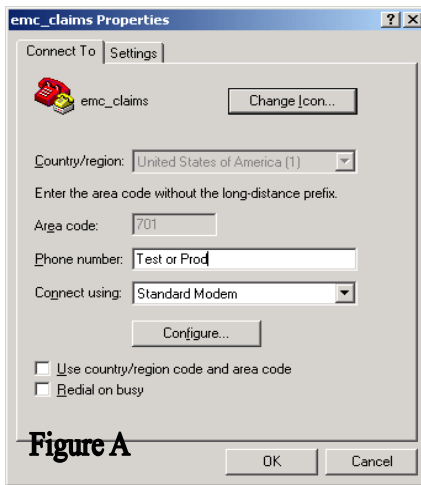 emc_claims Properties
Connect To Settings
emc_claims Change Icon...
Country/region: United States of America (1)
Enter the area code without the long-distance prefix.
Area code: 701
Phone number: Test or Prod
Connect using: Standard Modem
Configure...
Use country/region code and area code
Redial on busy
Figure A
OK Cancel